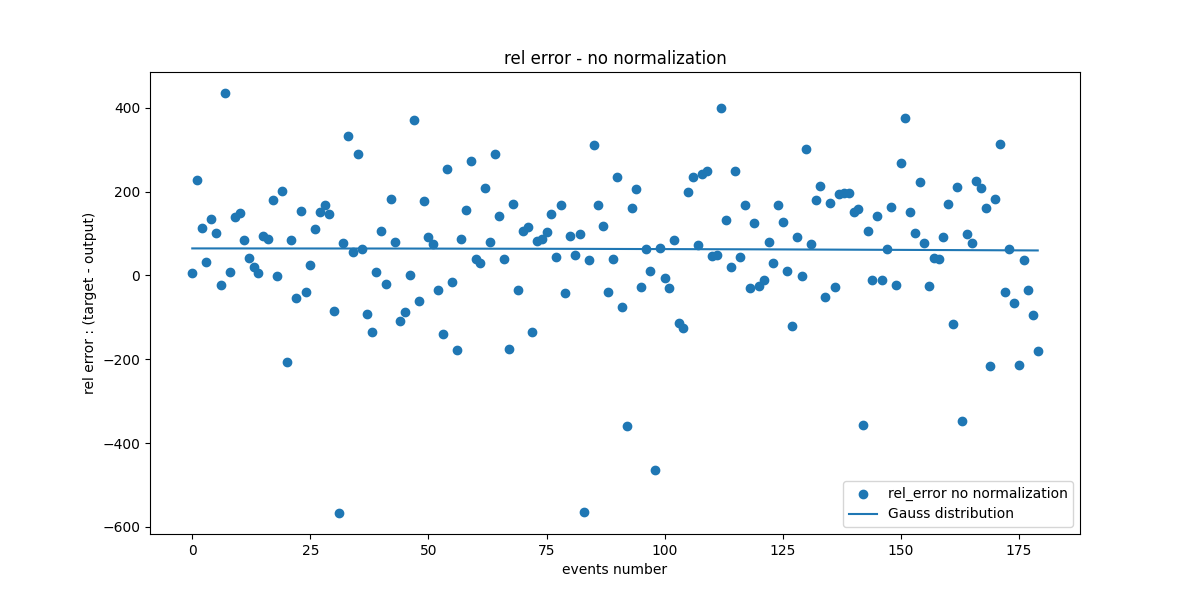 rel error - no normalization
rel error : (target - output)
400
200
0
−200
−400
−600
0 25 50 75 100 125 150 175
events number
rel_error no normalization
Gauss distribution